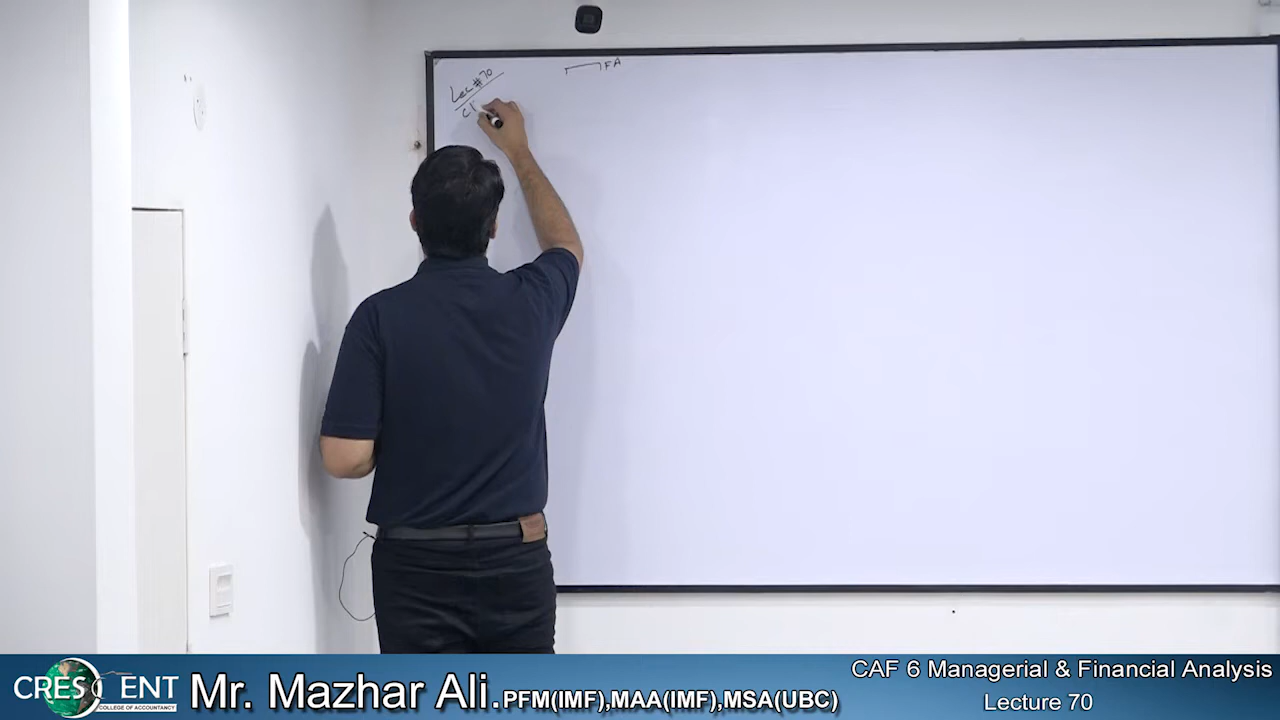 Lec # 70
FA
CRESCENT
COLLEGE OF ACCOUNTANCY
Mr. Mazhar Ali.PFM(IMF),MAA(IMF),MSA(UBC)
CAF 6 Managerial & Financial Analysis
Lecture 70